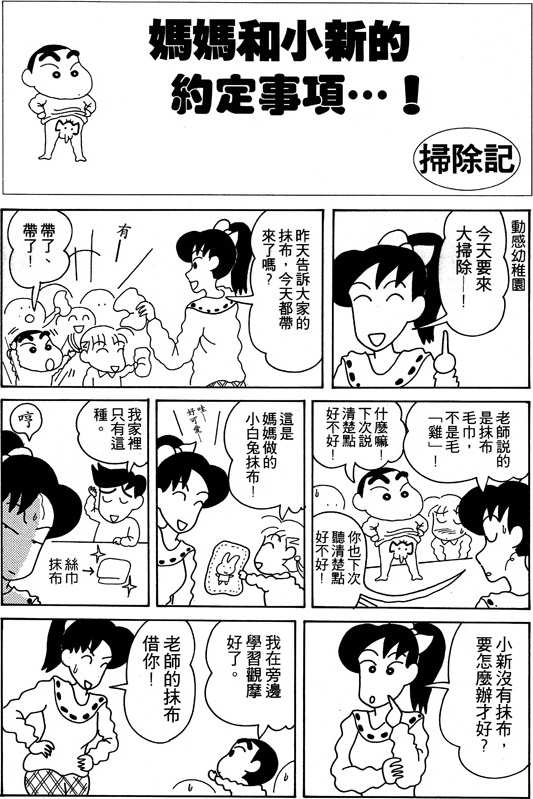 媽媽和小新的
約定事項…！
掃除記
動感幼稚園
今天要來
大掃除—！
昨天告訴大家的
抹布，今天都帶
來了嗎？
有
帶了、
帶了！
老師說的
是抹布
毛巾，
不是毛
「雞」！
什麼嘛！
下次說
清楚點
好不好！
你也下次
聽清楚點
好不好！
這是
媽媽做的
小白兔抹布！
哇—
好可愛—
我家裡
只有這
種。
絲巾
抹布→
哼
小新沒有抹布，
要怎麼辦才好？
我在旁邊
學習觀摩
好了。
老師的抹布
借你！